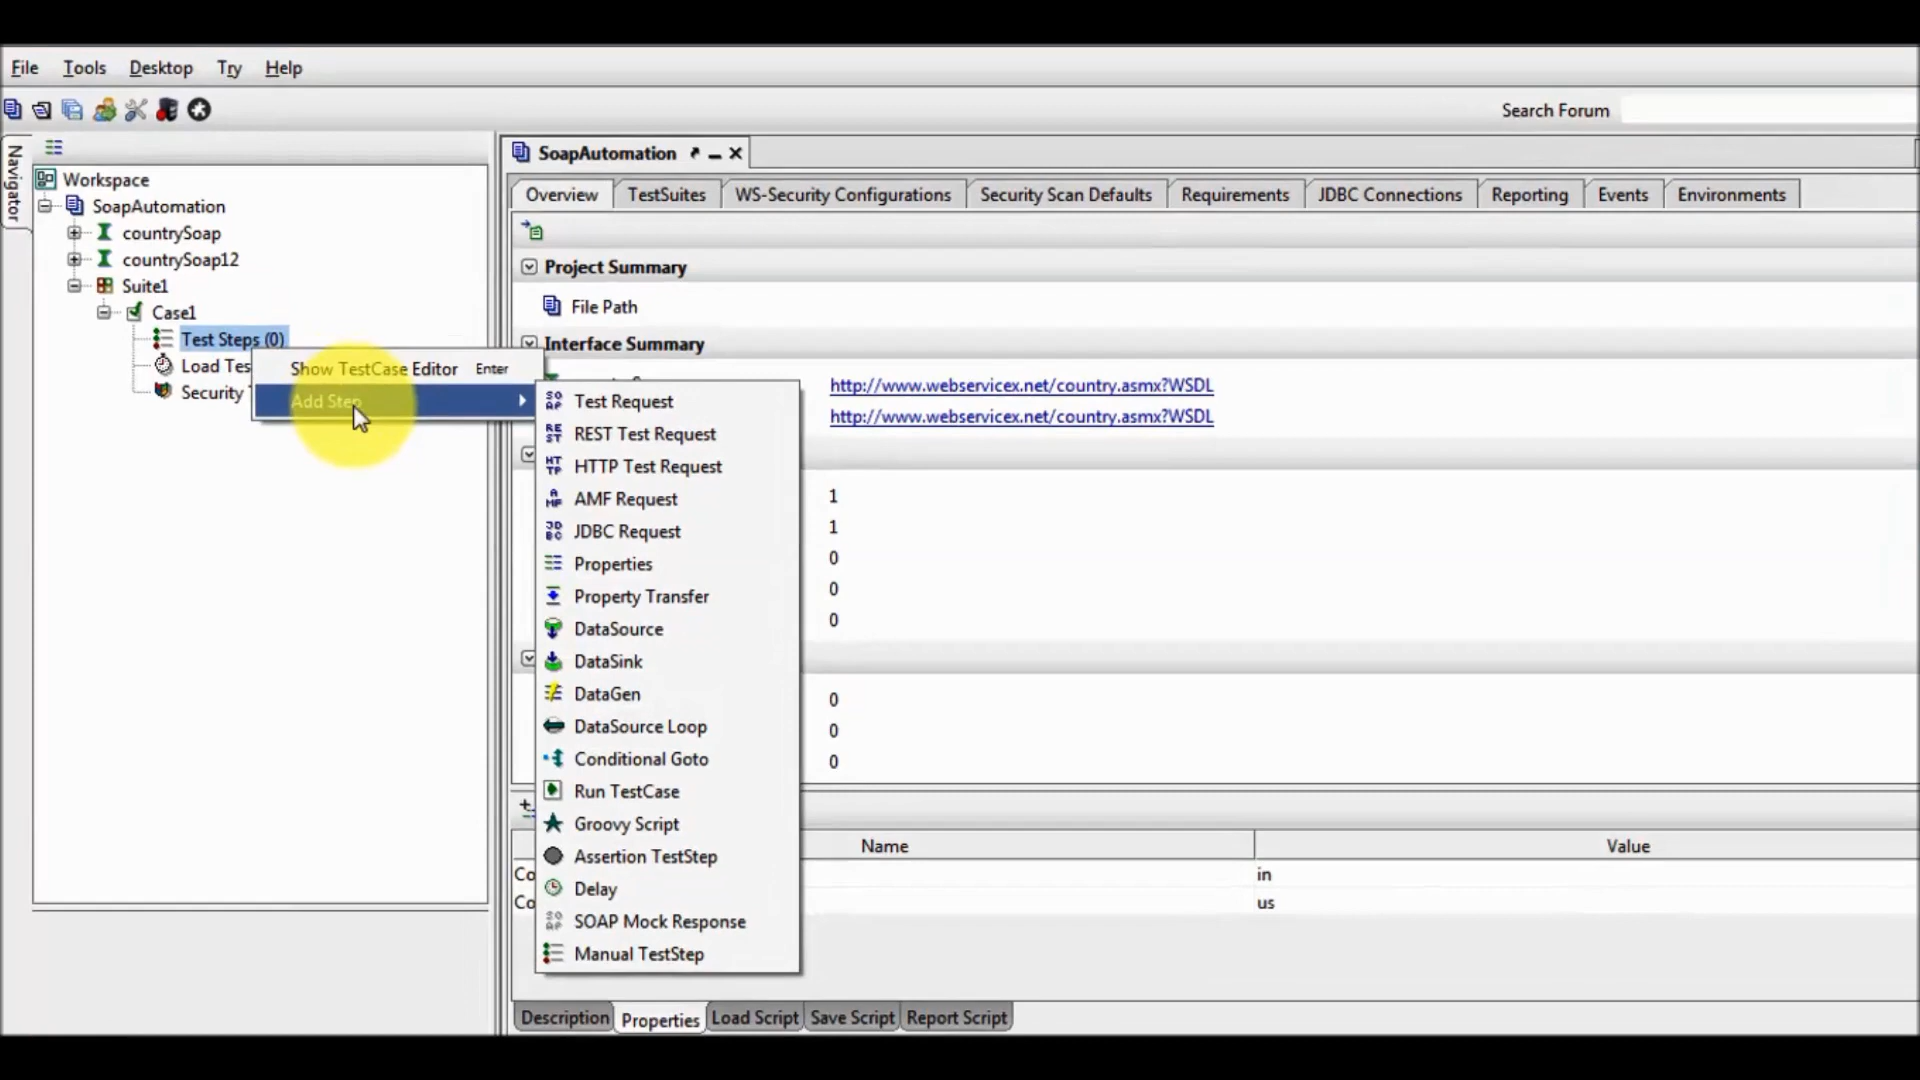 File Tools Desktop Try Help
Search Forum
Navigator
SoapAutomation
Workspace
SoapAutomation
countrySoap
countrySoap12
Suite1
Case1
Test Steps (0)
Load Tes
Security
Show TestCase Editor Enter
Add Step
Test Request
REST Test Request
HTTP Test Request
AMF Request
JDBC Request
Properties
Property Transfer
DataSource
DataSink
DataGen
DataSource Loop
Conditional Goto
Run TestCase
Groovy Script
Assertion TestStep
Delay
SOAP Mock Response
Manual TestStep
Overview TestSuites WS-Security Configurations Security Scan Defaults Requirements JDBC Connections Reporting Events Environments
Project Summary
File Path
Interface Summary
http://www.webservicex.net/country.asmx?WSDL
http://www.webservicex.net/country.asmx?WSDL
1
1
0
0
0
0
0
0
Name Value
Co in
Co us
Description Properties Load Script Save Script Report Script